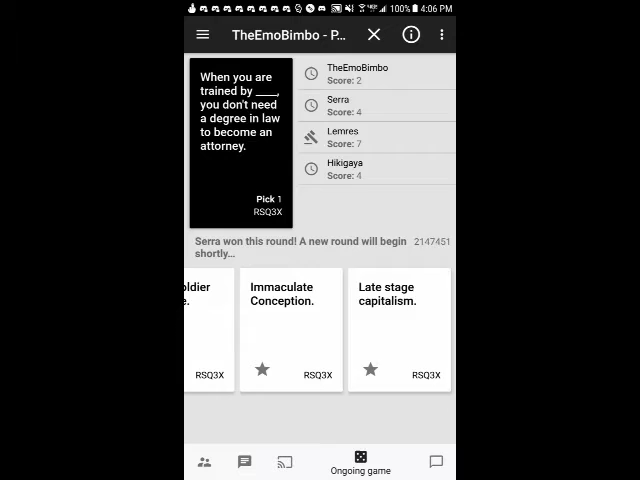 100% 4:06 PM
TheEmoBimbo - P...
When you are
trained by ____,
you don't need
a degree in law
to become an
attorney.
Pick 1
RSQ3X
TheEmoBimbo
Score: 2
Serra
Score: 4
Lemres
Score: 7
Hikigaya
Score: 4
Serra won this round! A new round will begin
shortly...
2147451
oldier
e.
RSQ3X
Immaculate
Conception.
RSQ3X
Late stage
capitalism.
RSQ3X
Ongoing game